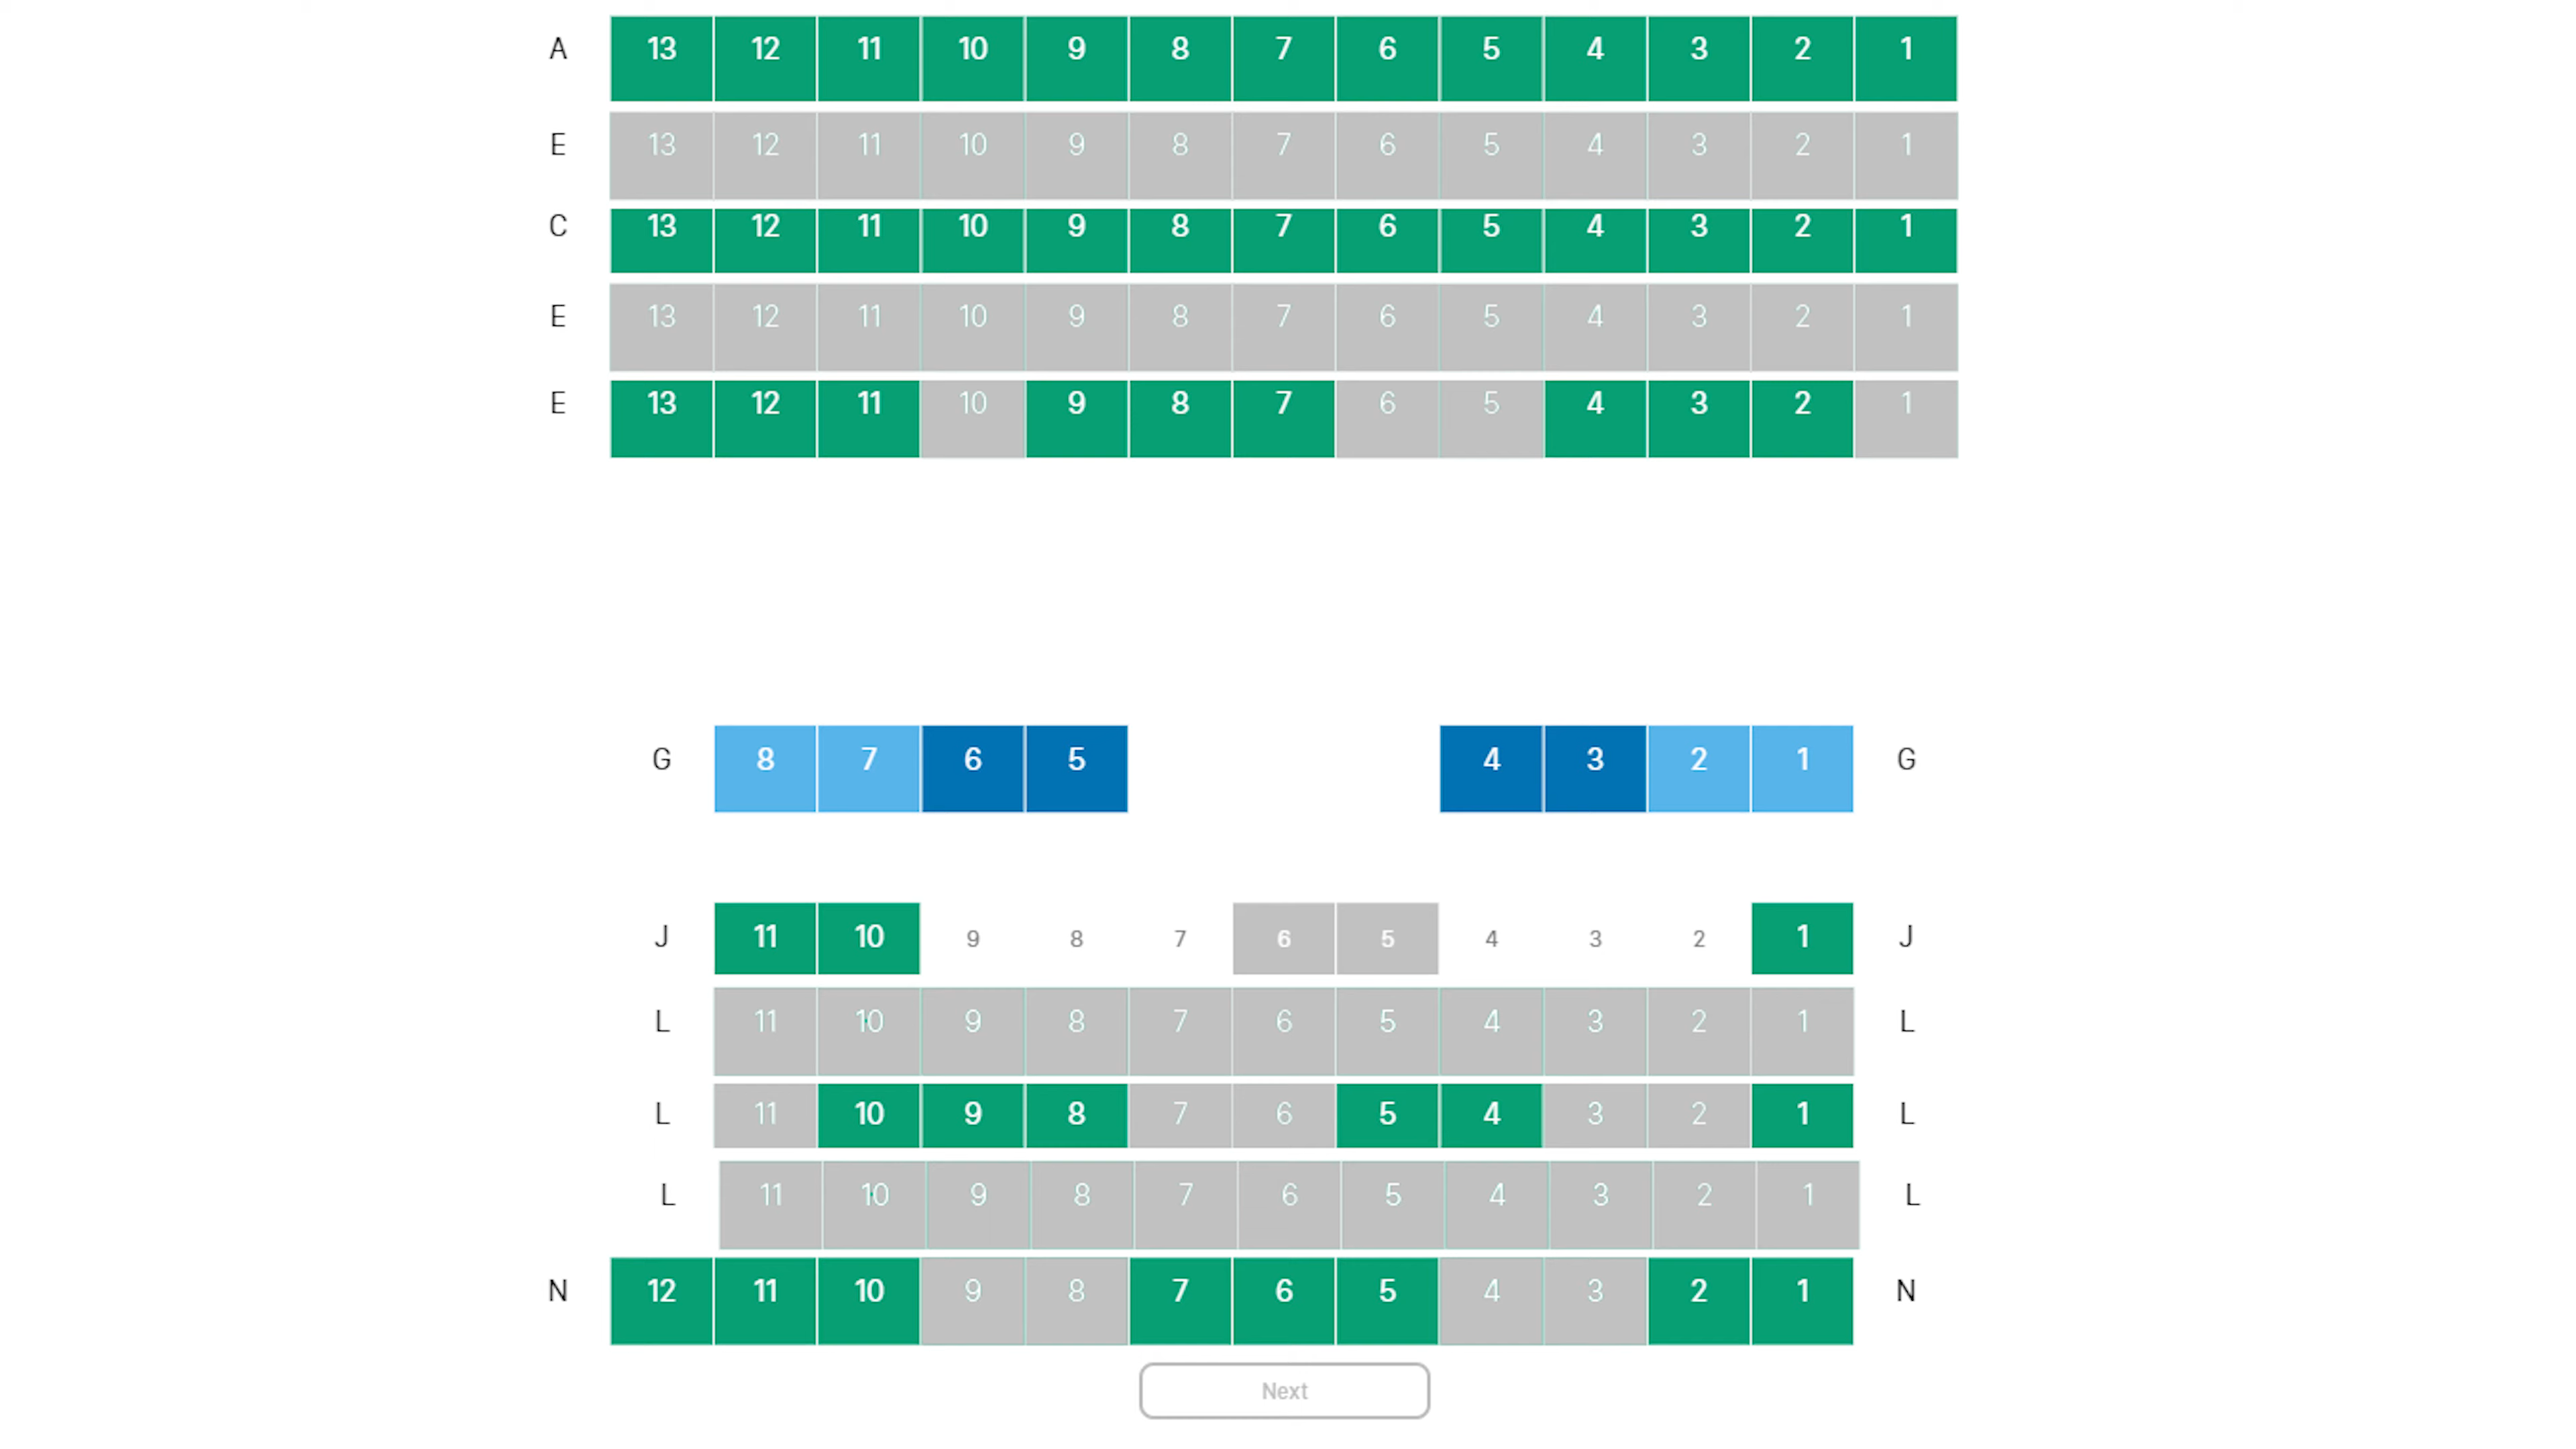 A 13 12 11 10 9 8 7 6 5 4 3 2 1
E 13 12 11 10 9 8 7 6 5 4 3 2 1
C 13 12 11 10 9 8 7 6 5 4 3 2 1
E 13 12 11 10 9 8 7 6 5 4 3 2 1
E 13 12 11 10 9 8 7 6 5 4 3 2 1
G 8 7 6 5 4 3 2 1 G
J 11 10 9 8 7 6 5 4 3 2 1 J
L 11 10 9 8 7 6 5 4 3 2 1 L
L 11 10 9 8 7 6 5 4 3 2 1 L
L 11 10 9 8 7 6 5 4 3 2 1 L
N 12 11 10 9 8 7 6 5 4 3 2 1 N
Next